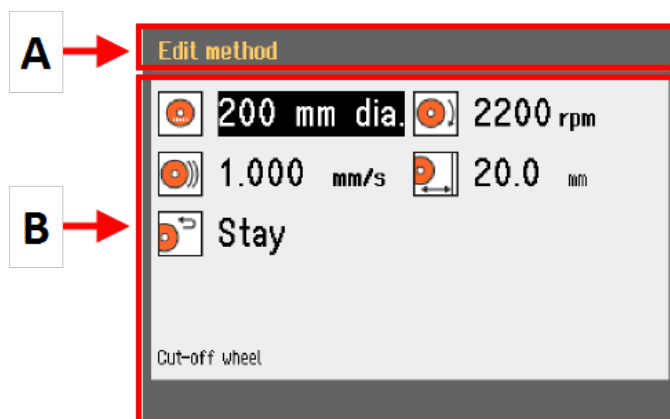 A
Edit method
200 mm dia. 2200 rpm
1.000 mm/s 20.0 mm
B
Stay
Cut-off wheel